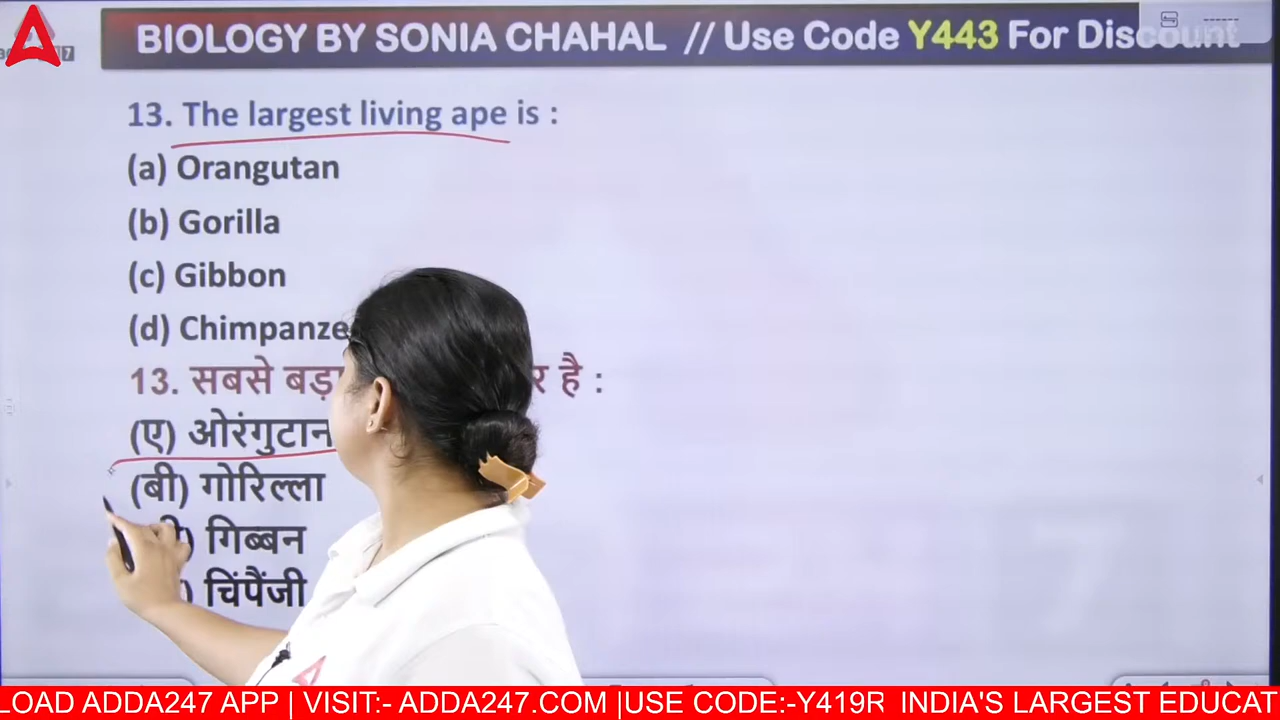 BIOLOGY BY SONIA CHAHAL // Use Code Y443 For Discount
13. The largest living ape is :
(a) Orangutan
(b) Gorilla
(c) Gibbon
(d) Chimpanze
13. सबसे बड़ है :
(ए) ओरंगुटान
(बी) गोरिल्ला
गिब्बन
चिंपैंजी
LOAD ADDA247 APP | VISIT:- ADDA247.COM |USE CODE:-Y419R INDIA'S LARGEST EDUCAT